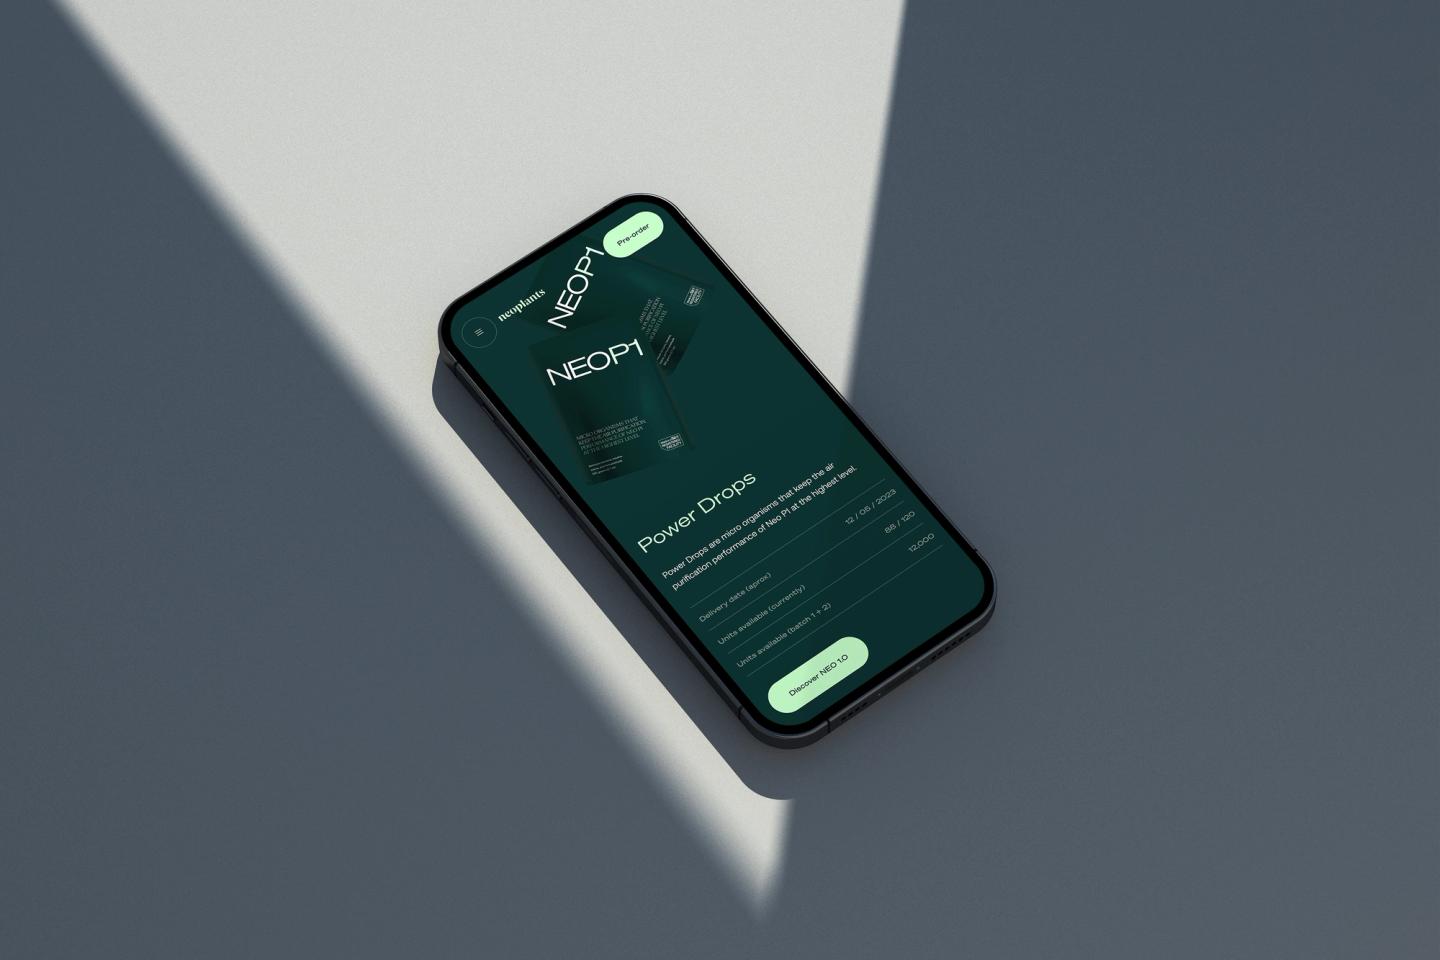 Pre-order
neoplants
NEOP1
NEOP1
MICRO ORGANISMS THAT
KEEP THE AIR PURIFICATION
PERFORMANCE OF NEO P1
AT THE HIGHEST LEVEL
Power Drops
Power Drops are micro organisms that keep the air
purification performance of Neo P1 at the highest level.
Delivery date (aprox) 12 / 06 / 2023
Units available (currently) 86 / 120
Units available (batch 1 + 2) 12.000
Discover NEO 1.0